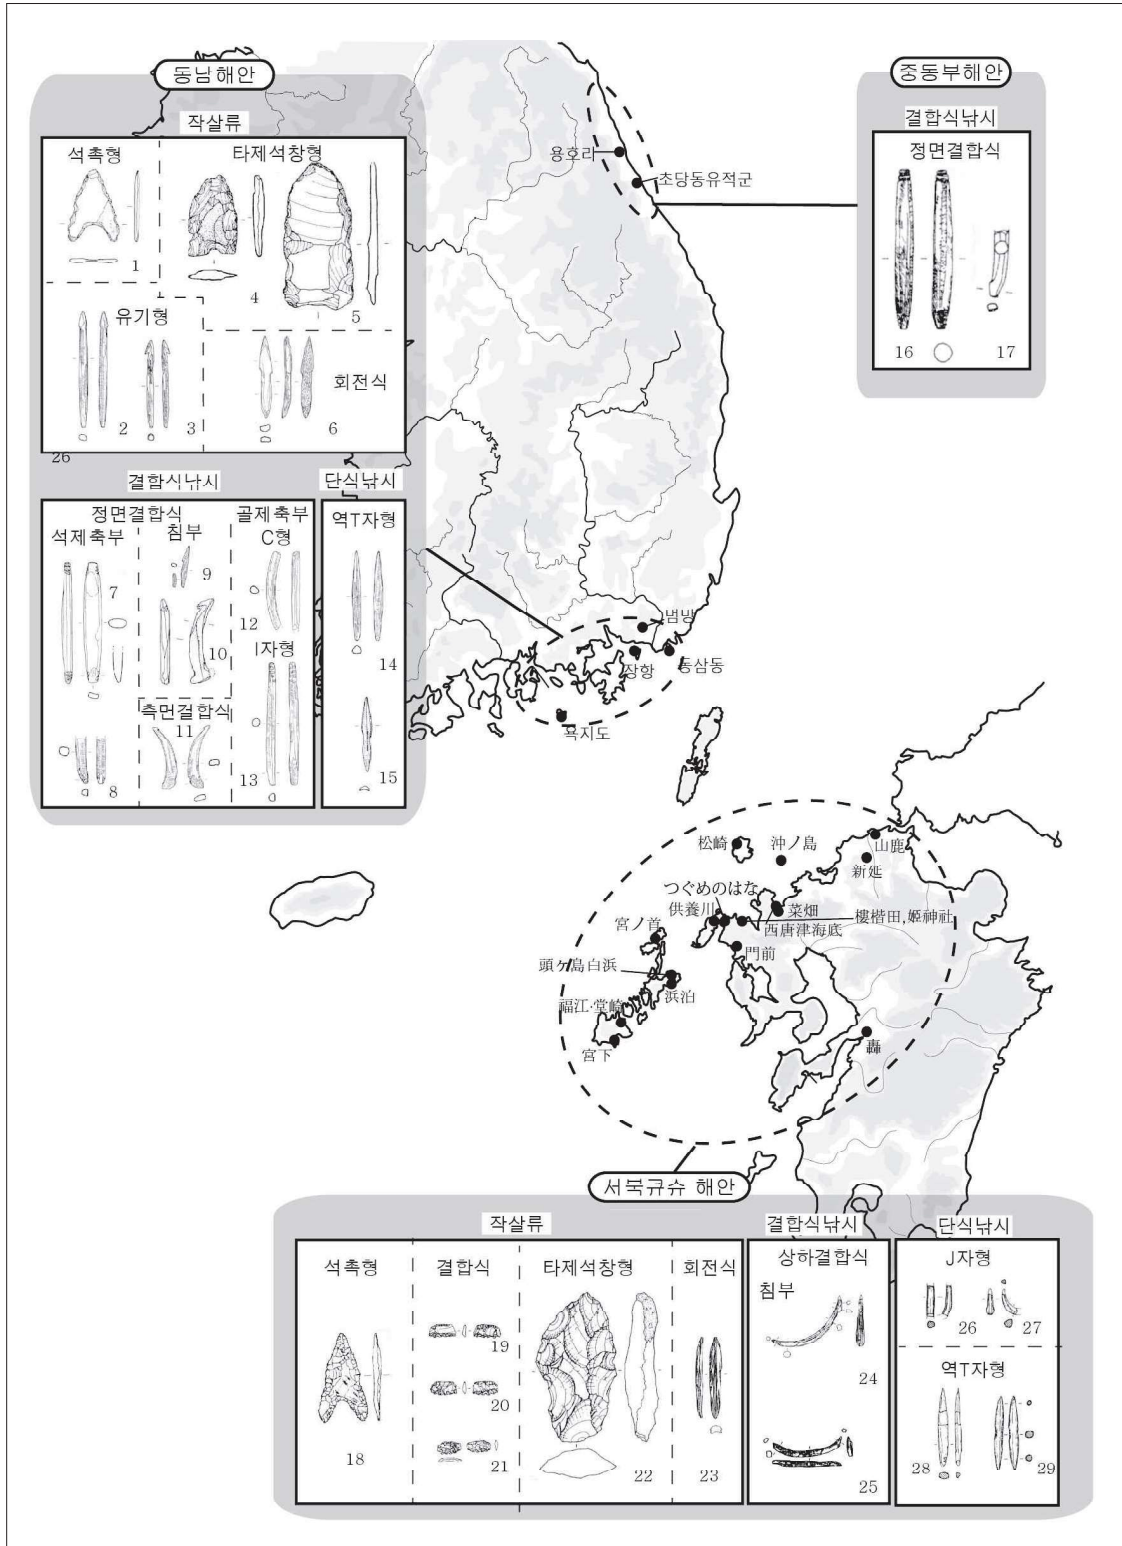 동남해안
작살류
석촉형
타제석창형
1
4
5
유기형
회전식
2
3
6
26
결합식낚시
단식낚시
정면결합식
석제축부
침부
골제축부
C형
역T자형
7
9
12
10
I자형
14
측면결합식
11
8
13
15
중동부해안
결합식낚시
정면결합식
16
17
용호리
초당동유적군
범방
장항
동삼동
욕지도
松崎
沖ノ島
山鹿
新延
つぐめのはな
供養川
菜畑
西唐津海底
樓楷田,姬神社
宮ノ首
門前
頭ケ島白浜
浜泊
福江·堂崎
宮下
轟
서북규슈 해안
작살류
결합식낚시
단식낚시
석촉형
결합식
타제석창형
회전식
상하결합식
침부
J자형
19
26
27
20
24
역T자형
18
21
22
23
25
28
29